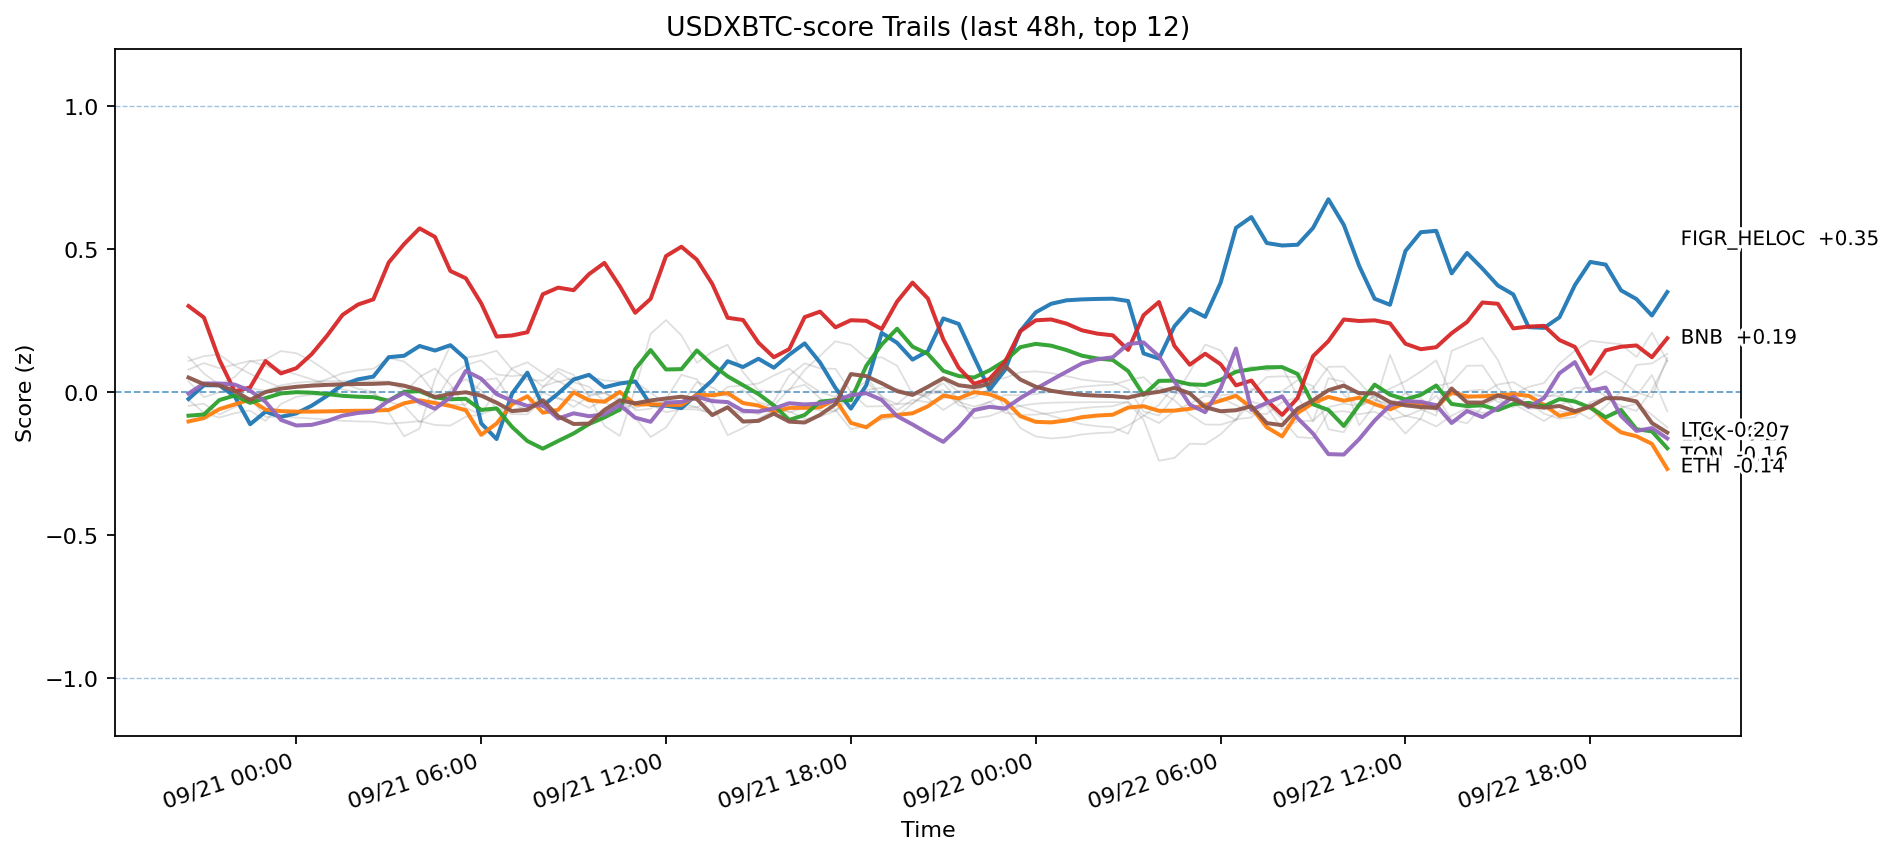 USDXBTC-score Trails (last 48h, top 12)
Score (z)
1.0
0.5
0.0
−0.5
−1.0
FIGR_HELOC +0.35
BNB +0.19
LTC -0.20
ETH -0.14
09/21 00:00
09/21 06:00
09/21 12:00
09/21 18:00
09/22 00:00
09/22 06:00
09/22 12:00
09/22 18:00
Time